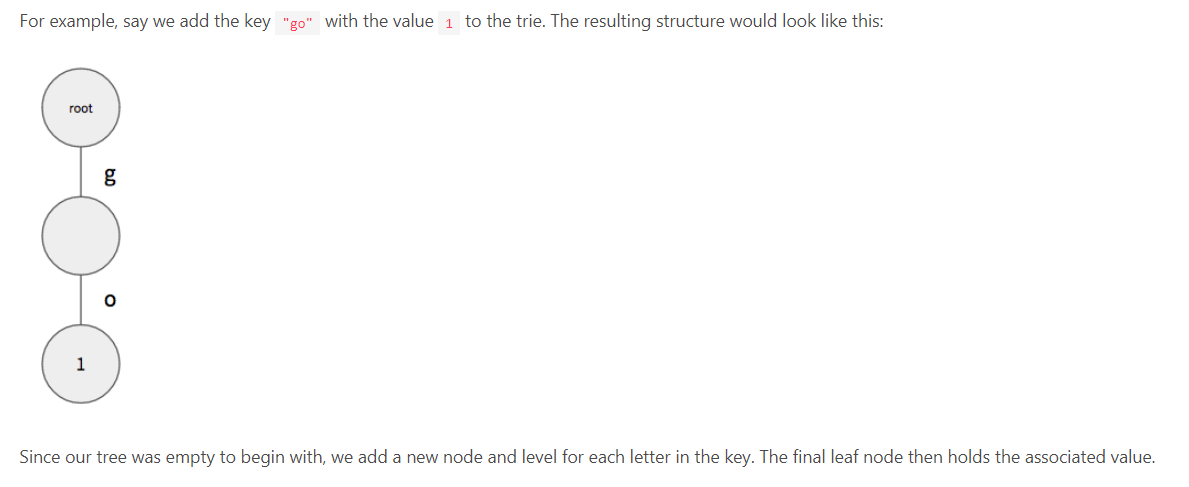 For example, say we add the key "go" with the value 1 to the trie. The resulting structure would look like this:
root
g
o
1
Since our tree was empty to begin with, we add a new node and level for each letter in the key. The final leaf node then holds the associated value.